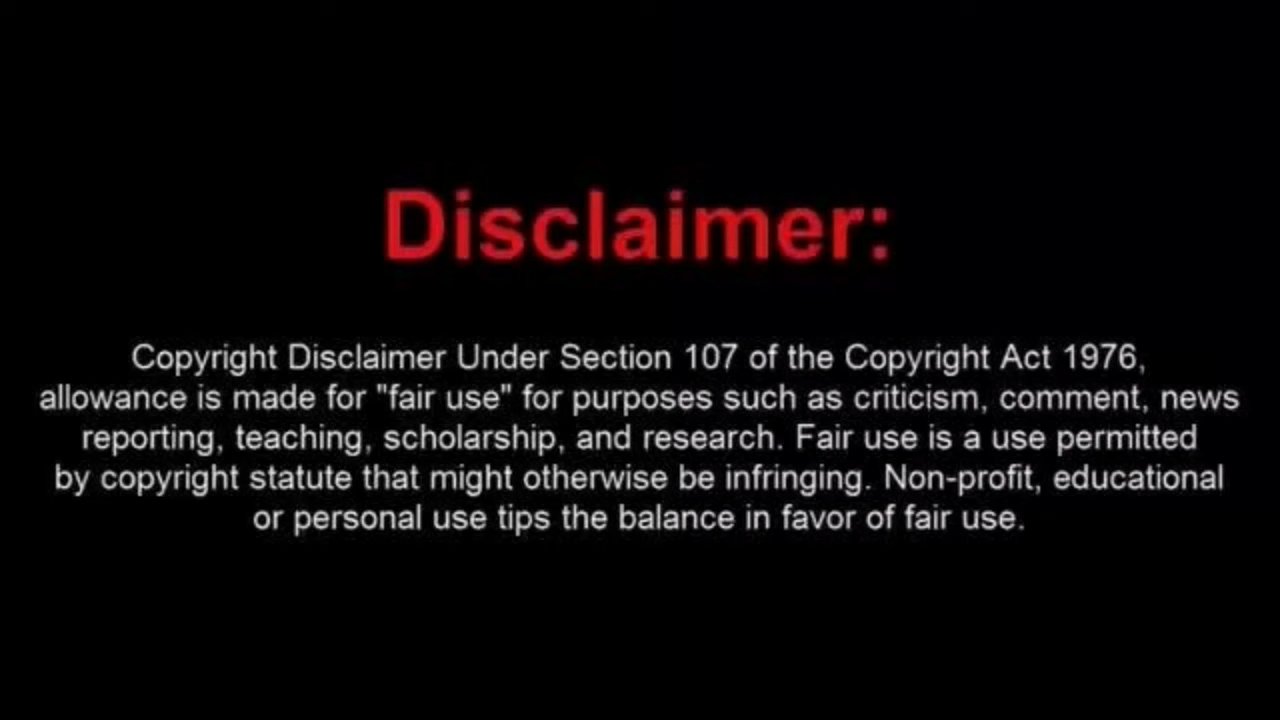 Disclaimer:
Copyright Disclaimer Under Section 107 of the Copyright Act 1976,
allowance is made for "fair use" for purposes such as criticism, comment, news
reporting, teaching, scholarship, and research. Fair use is a use permitted
by copyright statute that might otherwise be infringing. Non-profit, educational
or personal use tips the balance in favor of fair use.